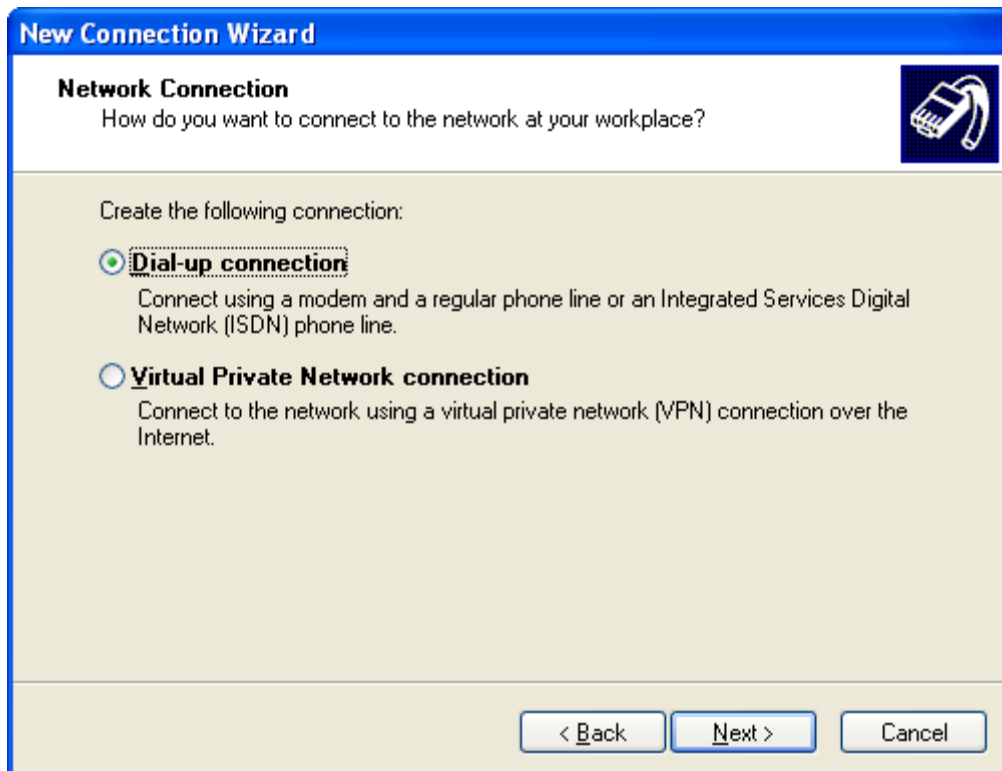 New Connection Wizard
Network Connection
How do you want to connect to the network at your workplace?
Create the following connection:
Dial-up connection
Connect using a modem and a regular phone line or an Integrated Services Digital
Network (ISDN) phone line.
Virtual Private Network connection
Connect to the network using a virtual private network (VPN) connection over the
Internet.
< Back Next > Cancel